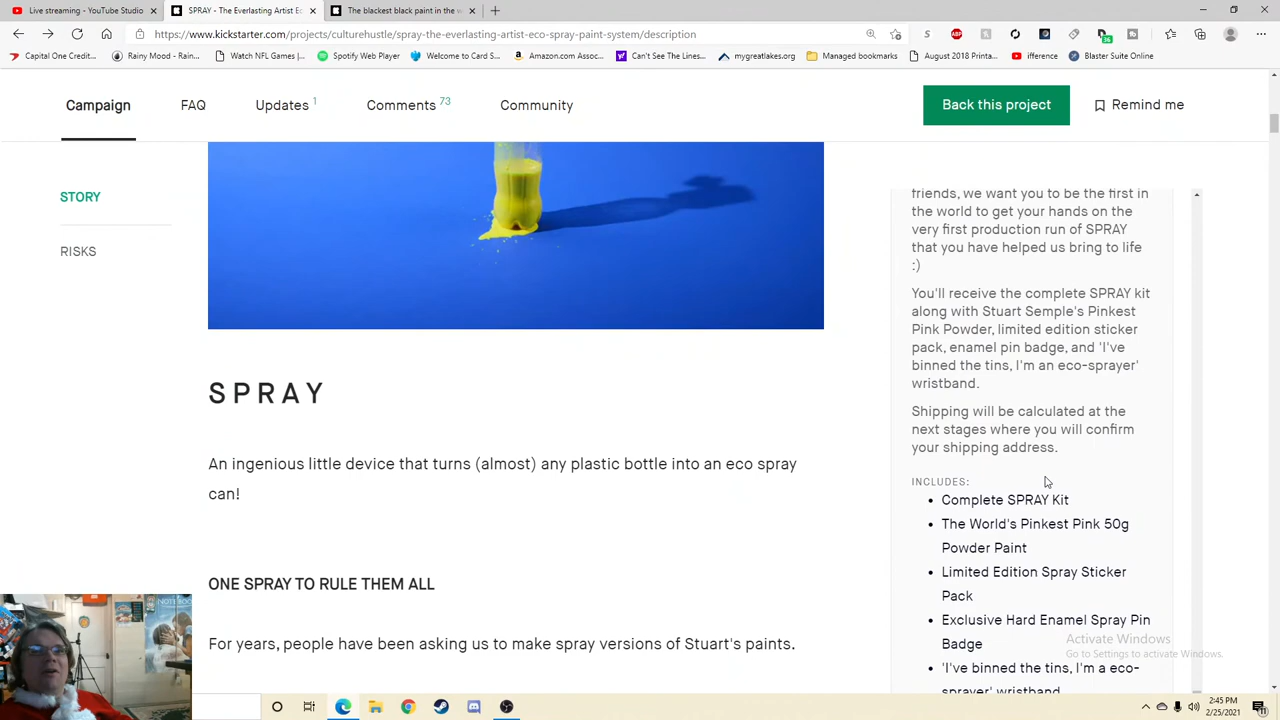 Live streaming - YouTube Studio
SPRAY - The Everlasting Artist Ec
The blackest black paint in the w
https://www.kickstarter.com/projects/culturehustle/spray-the-everlasting-artist-eco-spray-paint-system/description
Capital One Credit...
Rainy Mood - Rain...
Watch NFL Games |...
Spotify Web Player
Welcome to Card S...
Amazon.com Assoc...
Can't See The Lines...
mygreatlakes.org
August 2018 Printa...
ifference
Managed bookmarks
Blaster Suite Online
Campaign
FAQ
Updates 1
Comments 73
Community
Back this project
Remind me
STORY
RISKS
SPRAY
An ingenious little device that turns (almost) any plastic bottle into an eco spray
can!
ONE SPRAY TO RULE THEM ALL
For years, people have been asking us to make spray versions of Stuart's paints.
friends, we want you to be the first in
the world to get your hands on the
very first production run of SPRAY
that you have helped us bring to life
:)
You'll receive the complete SPRAY kit
along with Stuart Semple's Pinkest
Pink Powder, limited edition sticker
pack, enamel pin badge, and 'I've
binned the tins, I'm an eco-sprayer'
wristband.
Shipping will be calculated at the
next stages where you will confirm
your shipping address.
INCLUDES:
• Complete SPRAY Kit
• The World's Pinkest Pink 50g
Powder Paint
• Limited Edition Spray Sticker
Pack
• Exclusive Hard Enamel Spray Pin
Badge
• 'I've binned the tins, I'm a eco-
sprayer' wristband
Activate Windows
Go to Settings to activate Windows.
2:45 PM
2/25/2021